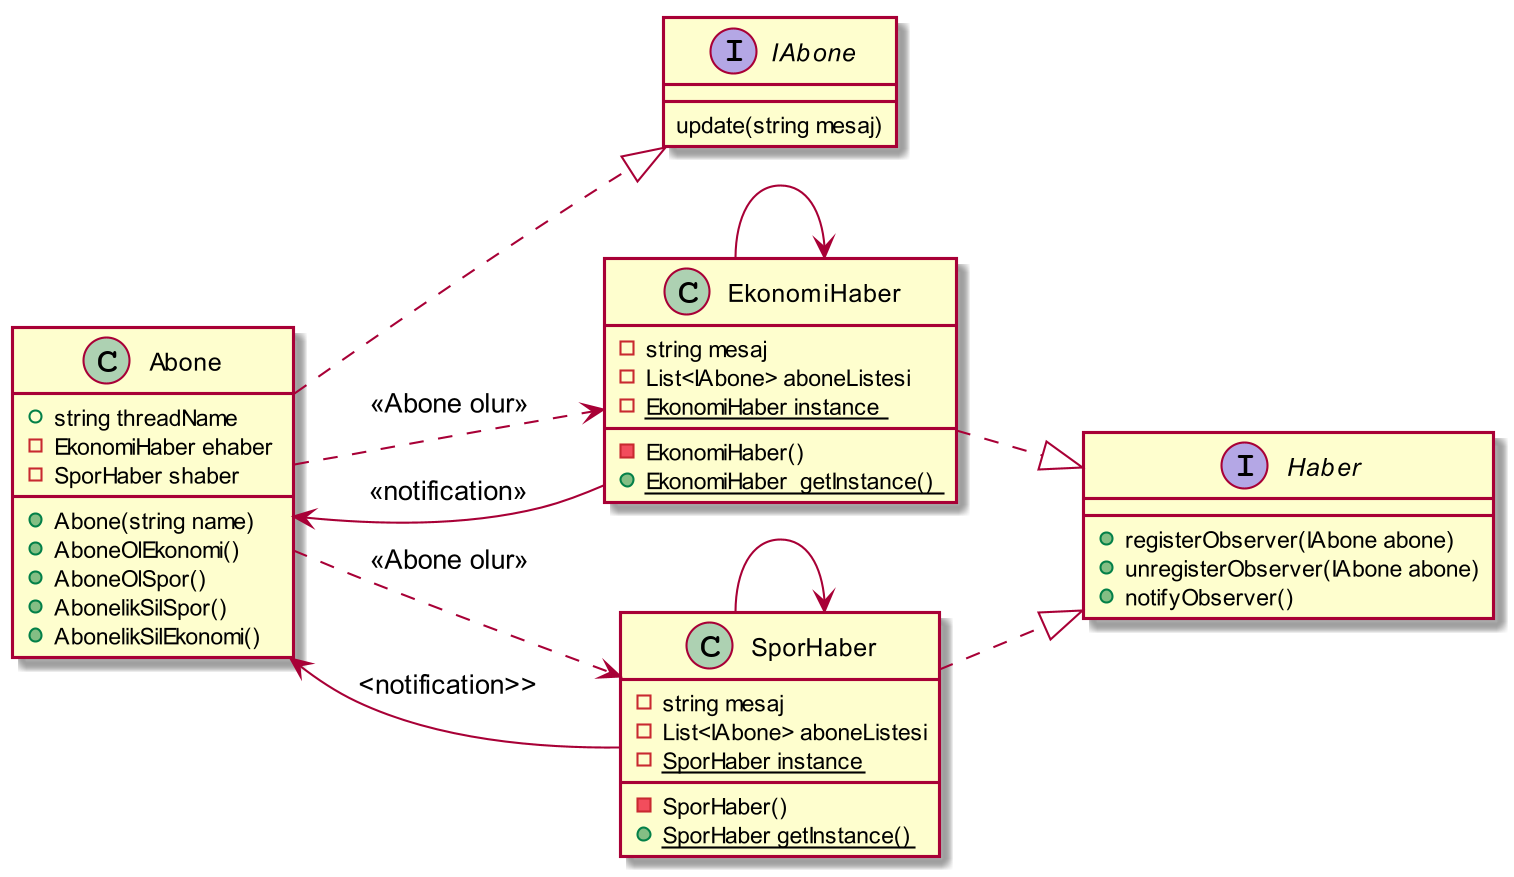 I IAbone
update(string mesaj)
C EkonomiHaber
string mesaj
List<IAbone> aboneListesi
EkonomiHaber instance
EkonomiHaber()
EkonomiHaber getInstance()
C Abone
string threadName
EkonomiHaber ehaber
SporHaber shaber
Abone(string name)
AboneOlEkonomi()
AboneOlSpor()
AbonelikSilSpor()
AbonelikSilEkonomi()
«Abone olur»
«notification»
«Abone olur»
<notification>>
I Haber
registerObserver(IAbone abone)
unregisterObserver(IAbone abone)
notifyObserver()
C SporHaber
string mesaj
List<IAbone> aboneListesi
SporHaber instance
SporHaber()
SporHaber getInstance()